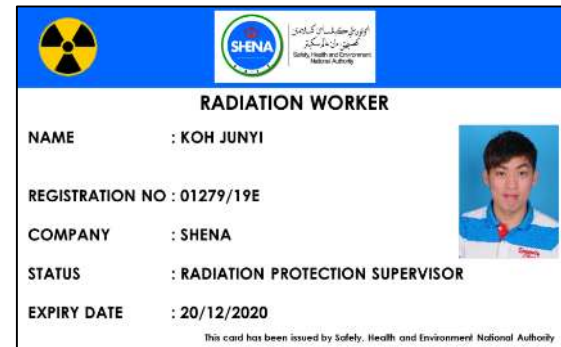 SHENA
Safety, Health and Environment
National Authority
RADIATION WORKER
NAME : KOH JUNYI
REGISTRATION NO : 01279/19E
COMPANY : SHENA
STATUS : RADIATION PROTECTION SUPERVISOR
EXPIRY DATE : 20/12/2020
This card has been issued by Safety, Health and Environment National Authority